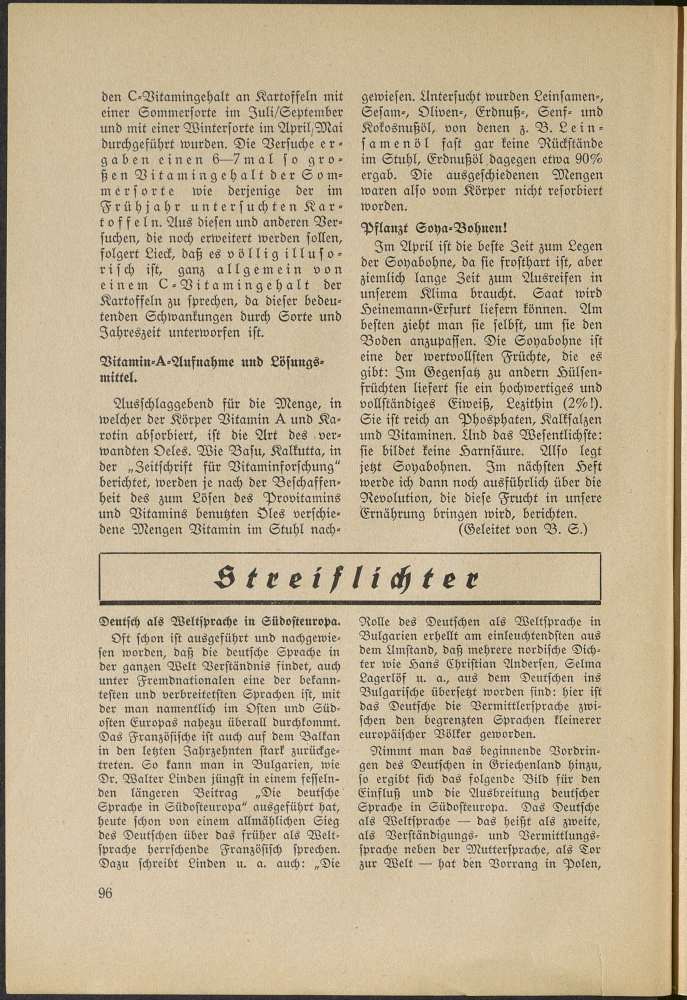 den C-Vitamingehalt an Kartoffeln mit
einer Sommersorte im Juli/September
und mit einer Wintersorte im April/Mai
durchgeführt wurden. Die Versuche er-
gaben einen 6—7mal so gro-
ßen Vitamingehalt der Som-
mersorte wie derjenige der im
Frühjahr untersuchten Kar-
toffeln. Aus diesen und anderen Ver-
suchen, die noch erweitert werden sollen,
folgert Lieck, daß es völlig illuso-
risch ist, ganz allgemein von
einem C-Vitamingehalt der
Kartoffeln zu sprechen, da dieser bedeu-
tenden Schwankungen durch Sorte und
Jahreszeit unterworfen ist.
Vitamin-A-Aufnahme und Lösungs-
mittel.
Ausschlaggebend für die Menge, in
welcher der Körper Vitamin A und Ka-
rotin absorbiert, ist die Art des ver-
wandten Oeles. Wie Basu, Kalkutta, in
der „Zeitschrift für Vitaminforschung“
berichtet, werden je nach der Beschaffen-
heit des zum Lösen des Provitamins
und Vitamins benutzten Öles verschie-
dene Mengen Vitamin im Stuhl nach-
gewiesen. Untersucht wurden Leinsamen-,
Sesam-, Oliven-, Erdnuß-, Senf- und
Kokosnußöl, von denen z. B. Lein-
samenöl fast gar keine Rückstände
im Stuhl, Erdnußöl dagegen etwa 90%
ergab. Die ausgeschiedenen Mengen
waren also vom Körper nicht resorbiert
worden.
Pflanzt Soya-Bohnen!
Im April ist die beste Zeit zum Legen
der Soyabohne, da sie frosthart ist, aber
ziemlich lange Zeit zum Ausreifen in
unserem Klima braucht. Saat wird
Heinemann-Erfurt liefern können. Am
besten zieht man sie selbst, um sie den
Boden anzupassen. Die Soyabohne ist
eine der wertvollsten Früchte, die es
gibt: Im Gegensatz zu andern Hülsen-
früchten liefert sie ein hochwertiges und
vollständiges Eiweiß, Lezithin (2%!).
Sie ist reich an Phosphaten, Kalksalzen
und Vitaminen. Und das Wesentlichste:
sie bildet keine Harnsäure. Also legt
jetzt Soyabohnen. Im nächsten Heft
werde ich dann noch ausführlich über die
Revolution, die diese Frucht in unsere
Ernährung bringen wird, berichten.
(Geleitet von B. S.)
Streiflichter
Deutsch als Weltsprache in Südosteuropa.
Oft schon ist ausgeführt und nachgewie-
sen worden, daß die deutsche Sprache in
der ganzen Welt Verständnis findet, auch
unter Fremdnationalen eine der bekann-
testen und verbreitetsten Sprachen ist, mit
der man namentlich im Osten und Süd-
osten Europas nahezu überall durchkommt.
Das Französische ist auch auf dem Balkan
in den letzten Jahrzehnten stark zurückge-
treten. So kann man in Bulgarien, wie
Dr. Walter Linden jüngst in einem fesseln-
den längeren Beitrag „Die deutsche
Sprache in Südosteuropa“ ausgeführt hat,
heute schon von einem allmählichen Sieg
des Deutschen über das früher als Welt-
sprache herrschende Französisch sprechen.
Dazu schreibt Linden u. a. auch: „Die
Rolle des Deutschen als Weltsprache in
Bulgarien erhellt am einleuchtendsten aus
dem Umstand, daß mehrere nordische Dich-
ter wie Hans Christian Andersen, Selma
Lagerlöf u. a., aus dem Deutschen ins
Bulgarische übersetzt worden sind: hier ist
das Deutsche die Vermittlersprache zwi-
schen den begrenzten Sprachen kleinerer
europäischer Völker geworden.
Nimmt man das beginnende Vordrin-
gen des Deutschen in Griechenland hinzu,
so ergibt sich das folgende Bild für den
Einfluß und die Ausbreitung deutscher
Sprache in Südosteuropa. Das Deutsche
als Weltsprache — das heißt als zweite,
als Verständigungs- und Vermittlungs-
sprache neben der Muttersprache, als Tor
zur Welt — hat den Vorrang in Polen,
96